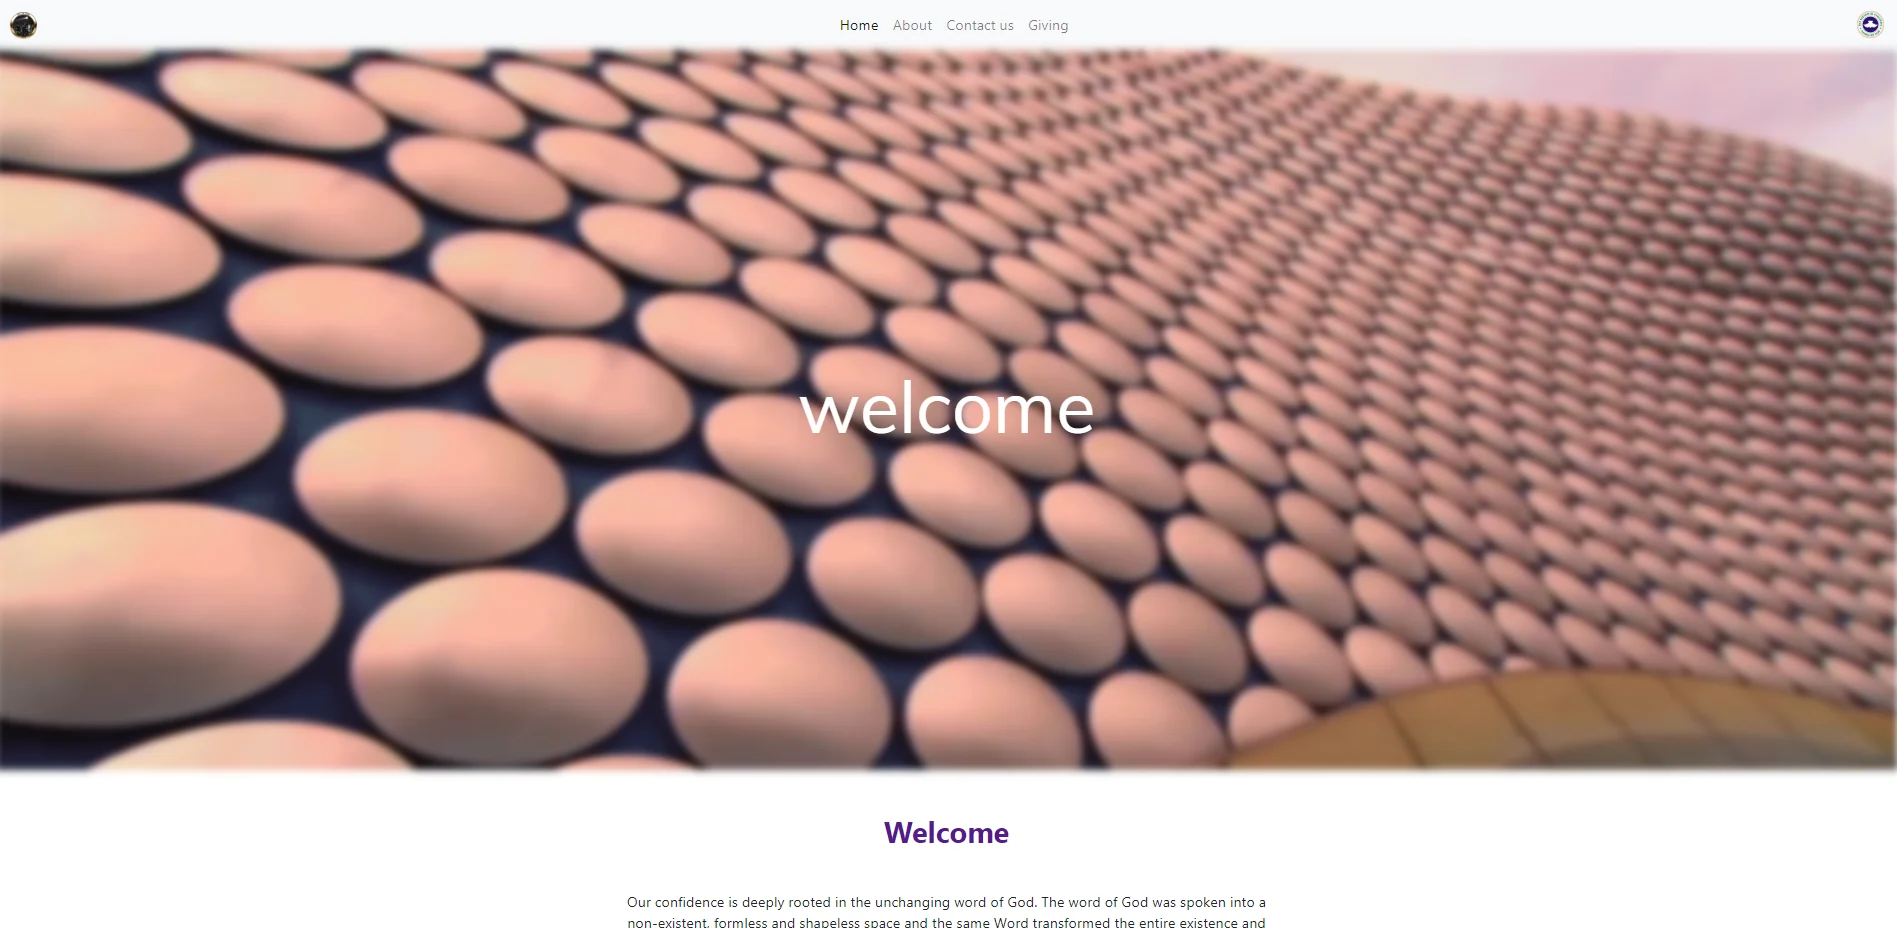 Home About Contact us Giving
welcome
Welcome
Our confidence is deeply rooted in the unchanging word of God. The word of God was spoken into a
non-existent, formless and shapeless space and the same Word transformed the entire existence and